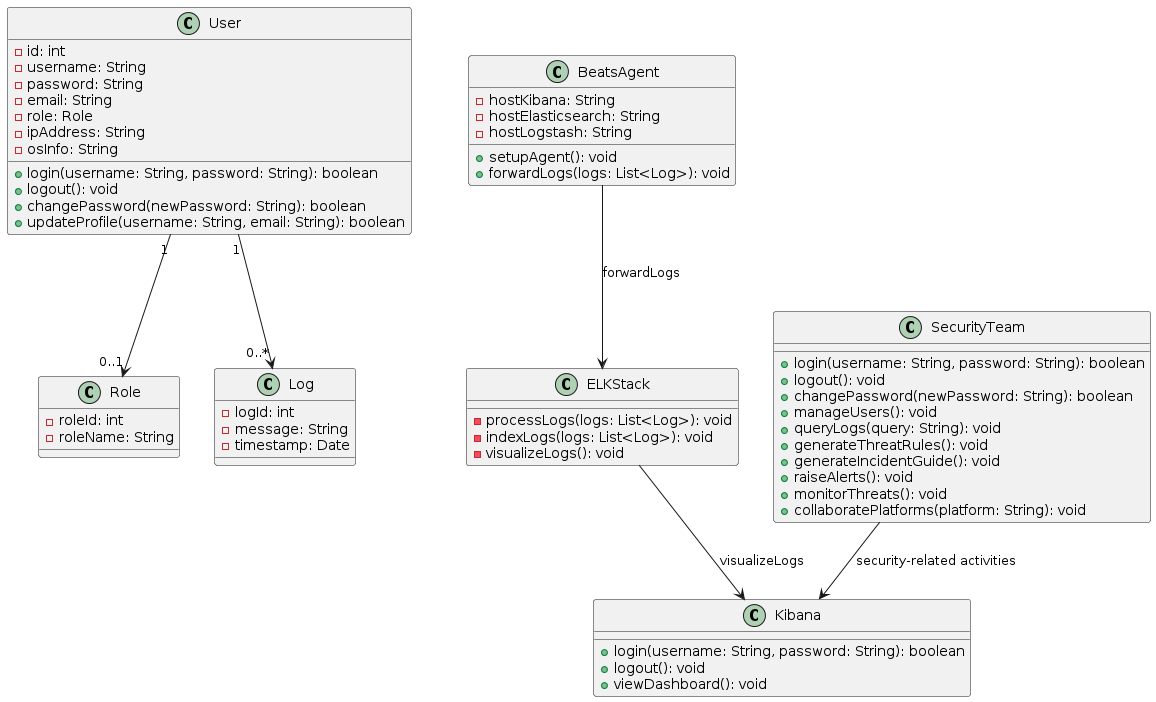 C User
id: int
username: String
password: String
email: String
role: Role
ipAddress: String
osInfo: String
login(username: String, password: String): boolean
logout(): void
changePassword(newPassword: String): boolean
updateProfile(username: String, email: String): boolean
C BeatsAgent
hostKibana: String
hostElasticsearch: String
hostLogstash: String
setupAgent(): void
forwardLogs(logs: List<Log>): void
1
1
forwardLogs
0..1
0..*
C Role
roleId: int
roleName: String
C Log
logId: int
message: String
timestamp: Date
C ELKStack
processLogs(logs: List<Log>): void
indexLogs(logs: List<Log>): void
visualizeLogs(): void
C SecurityTeam
login(username: String, password: String): boolean
logout(): void
changePassword(newPassword: String): boolean
manageUsers(): void
queryLogs(query: String): void
generateThreatRules(): void
generateIncidentGuide(): void
raiseAlerts(): void
monitorThreats(): void
collaboratePlatforms(platform: String): void
visualizeLogs
security-related activities
C Kibana
login(username: String, password: String): boolean
logout(): void
viewDashboard(): void